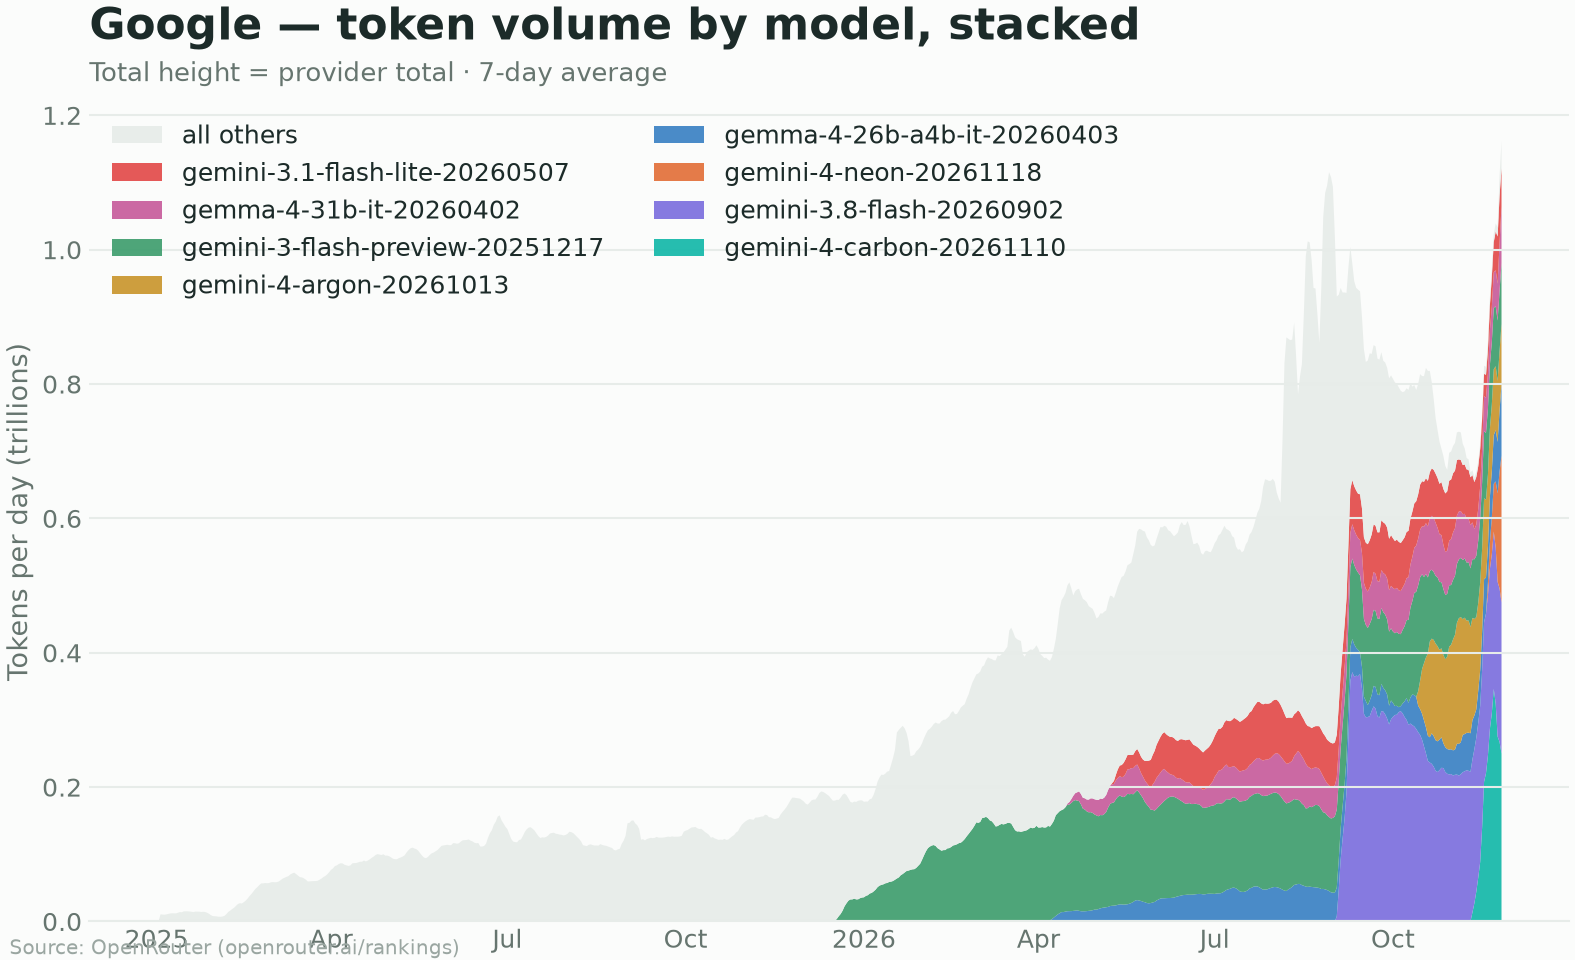 Google — token volume by model, stacked
Total height = provider total · 7-day average
Tokens per day (trillions)
1.2
1.0
0.8
0.6
0.4
0.2
0.0
all others
gemini-3.1-flash-lite-20260507
gemma-4-31b-it-20260402
gemini-3-flash-preview-20251217
gemini-4-argon-20261013
gemma-4-26b-a4b-it-20260403
gemini-4-neon-20261118
gemini-3.8-flash-20260902
gemini-4-carbon-20261110
2025 Apr Jul Oct 2026 Apr Jul Oct
Source: OpenRouter (openrouter.ai/rankings)